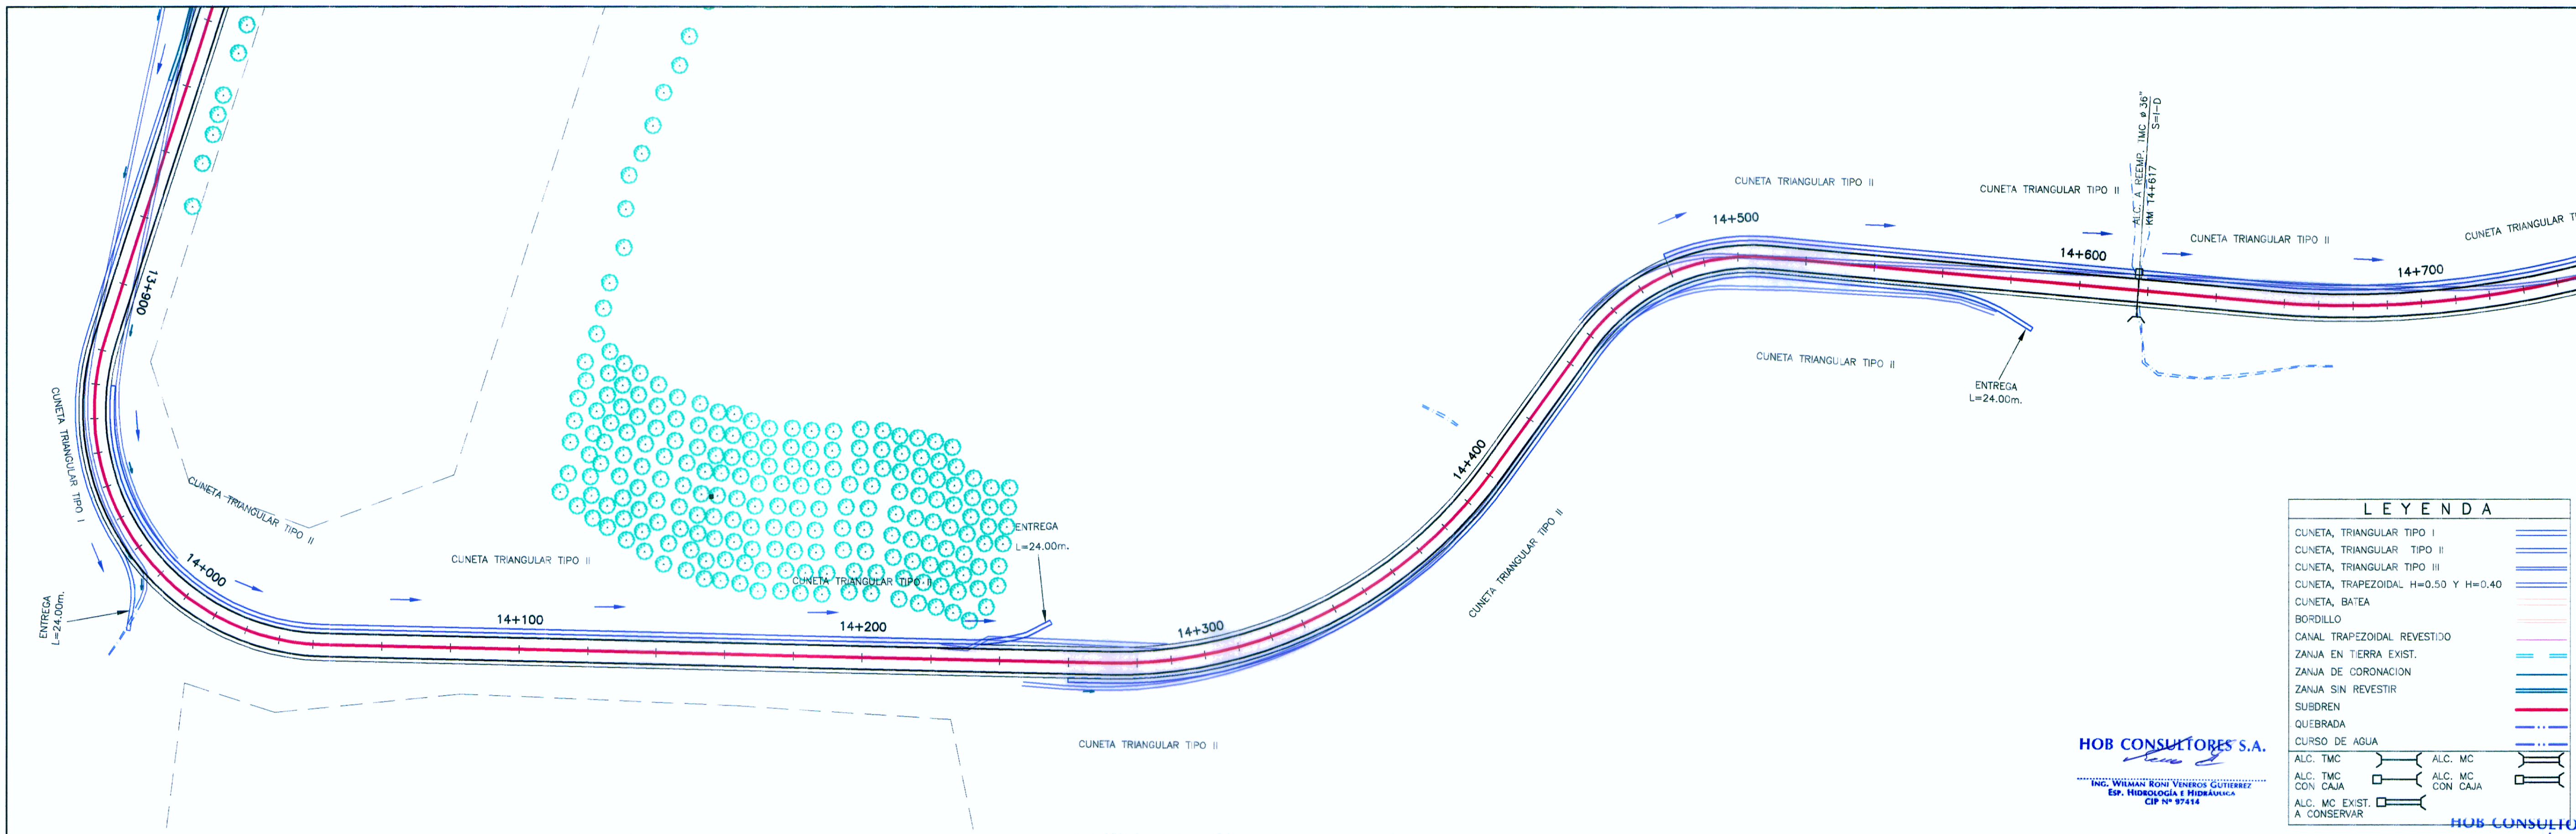 13+900
CUNETA TRIANGULAR TIPO I
CUNETA TRIANGULAR TIPO II
14+000
ENTREGA
L=24.00m.
CUNETA TRIANGULAR TIPO II
14+100
CUNETA TRIANGULAR TIPO II
14+200
ENTREGA
L=24.00m.
14+300
CUNETA TRIANGULAR TIPO II
14+400
CUNETA TRIANGULAR TIPO II
CUNETA TRIANGULAR TIPO II
14+500
CUNETA TRIANGULAR TIPO II
CUNETA TRIANGULAR TIPO II
14+600
ENTREGA
L=24.00m.
ALC. A REEMP. TMC ø 36"
KM 14+617
S=I-D
CUNETA TRIANGULAR TIPO II
14+700
CUNETA TRIANGULAR
LEYENDA
CUNETA, TRIANGULAR TIPO I
CUNETA, TRIANGULAR TIPO II
CUNETA, TRIANGULAR TIPO III
CUNETA, TRAPEZOIDAL H=0.50 Y H=0.40
CUNETA, BATEA
BORDILLO
CANAL TRAPEZOIDAL REVESTIDO
ZANJA EN TIERRA EXIST.
ZANJA DE CORONACION
ZANJA SIN REVESTIR
SUBDREN
QUEBRADA
CURSO DE AGUA
ALC. TMC
ALC. MC
ALC. TMC
CON CAJA
ALC. MC
CON CAJA
ALC. MC EXIST.
A CONSERVAR
HOB CONSULTORES S.A.
ING. WILMAN RONI VENEROS GUTIERREZ
ESP. HIDROLOGÍA E HIDRÁULICA
CIP Nº 97414
HOB CONSULTO